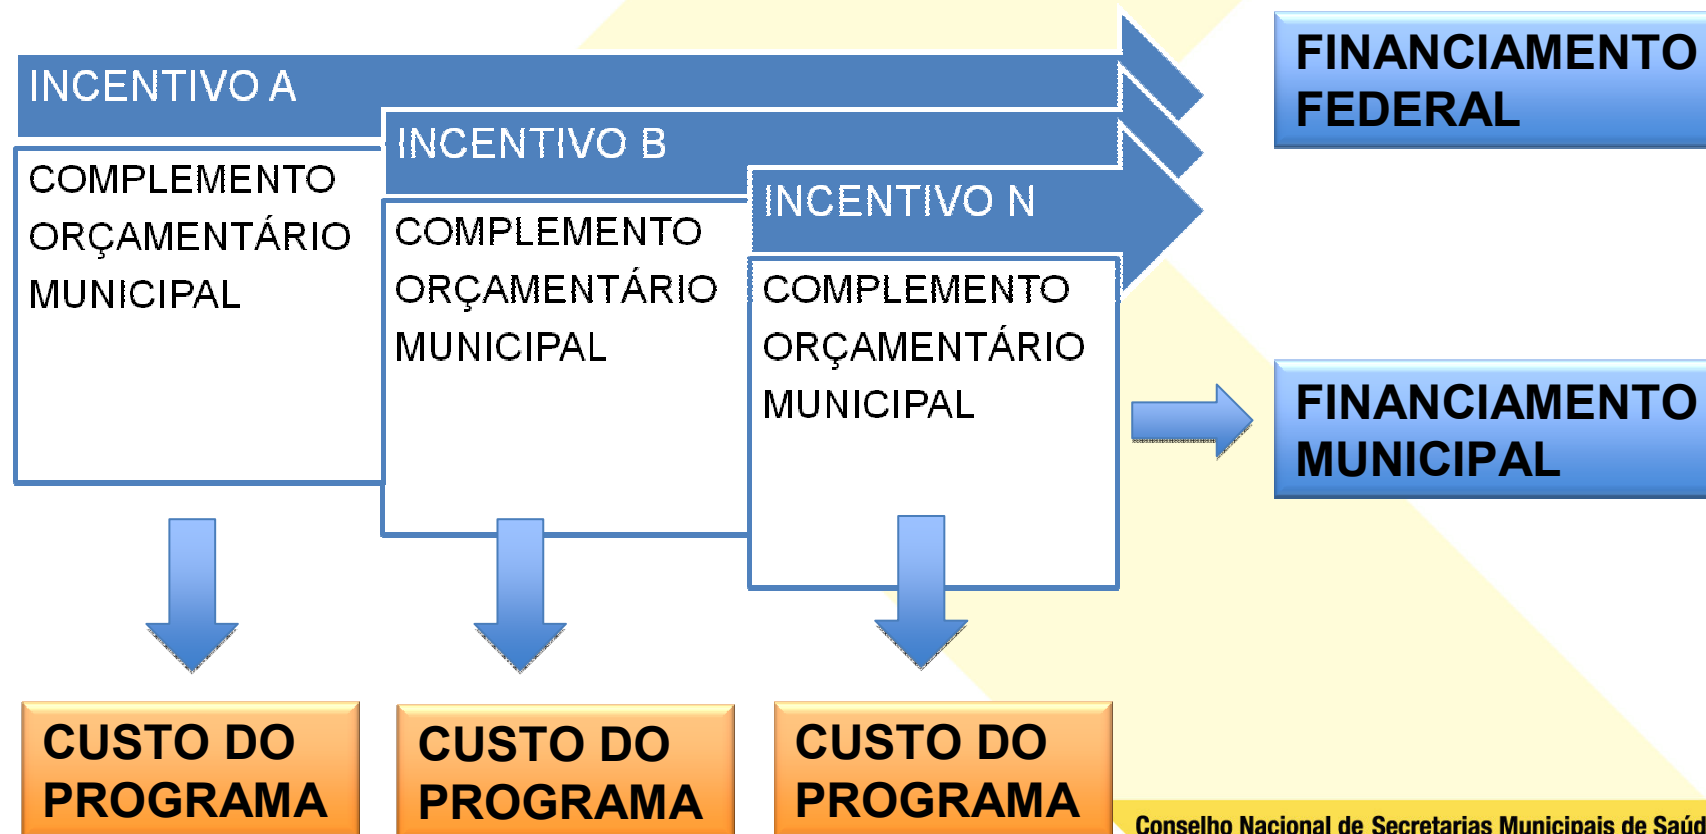 INCENTIVO A
COMPLEMENTO
ORÇAMENTÁRIO
MUNICIPAL
INCENTIVO B
COMPLEMENTO
ORÇAMENTÁRIO
MUNICIPAL
INCENTIVO N
COMPLEMENTO
ORÇAMENTÁRIO
MUNICIPAL
FINANCIAMENTO
FEDERAL
FINANCIAMENTO
MUNICIPAL
CUSTO DO
PROGRAMA
CUSTO DO
PROGRAMA
CUSTO DO
PROGRAMA
Conselho Nacional de Secretarias Municipais de Saúd